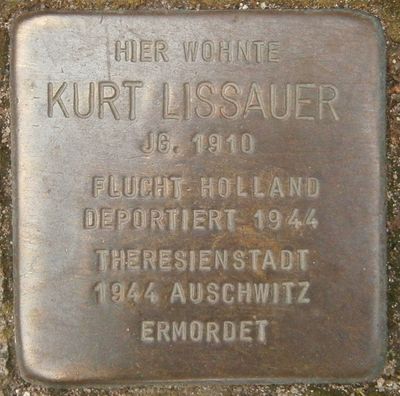 HIER WOHNTE
KURT LISSAUER
JG. 1910
FLUCHT HOLLAND
DEPORTIERT 1944
THERESIENSTADT
1944 AUSCHWITZ
ERMORDET